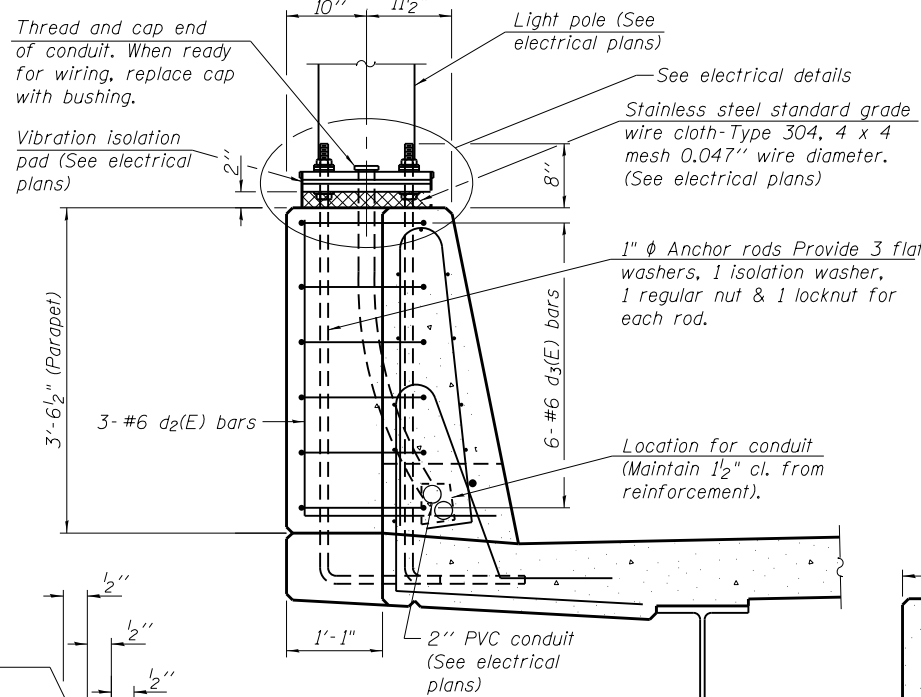 10"
11½
Thread and cap end
of conduit. When ready
for wiring, replace cap
with bushing.
Light pole (See
electrical plans)
See electrical details
Stainless steel standard grade
wire cloth-Type 304, 4 x 4
mesh 0.047" wire diameter.
(See electrical plans)
Vibration isolation
pad (See electrical
plans)
2"
8"
1" ϕ Anchor rods Provide 3 flat
washers, 1 isolation washer,
1 regular nut & 1 locknut for
each rod.
3'-6½" (Parapet)
3- #6 d₂(E) bars
6- #6 d₃(E) bars
Location for conduit
(Maintain 1½" cl. from
reinforcement).
1'-1"
2" PVC conduit
(See electrical
plans)
½"
½"
½"